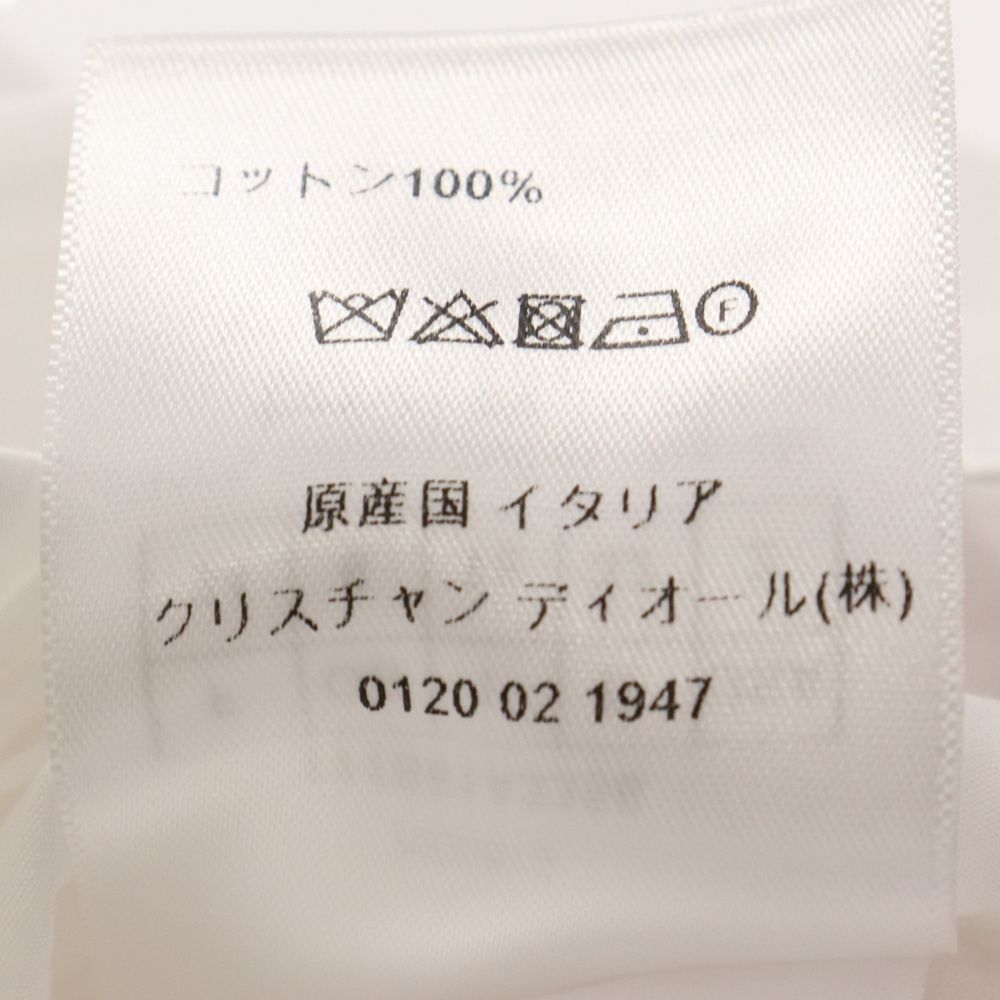 コットン100%
F
原産国 イタリア
クリスチャン ディオール(株)
0120 02 1947